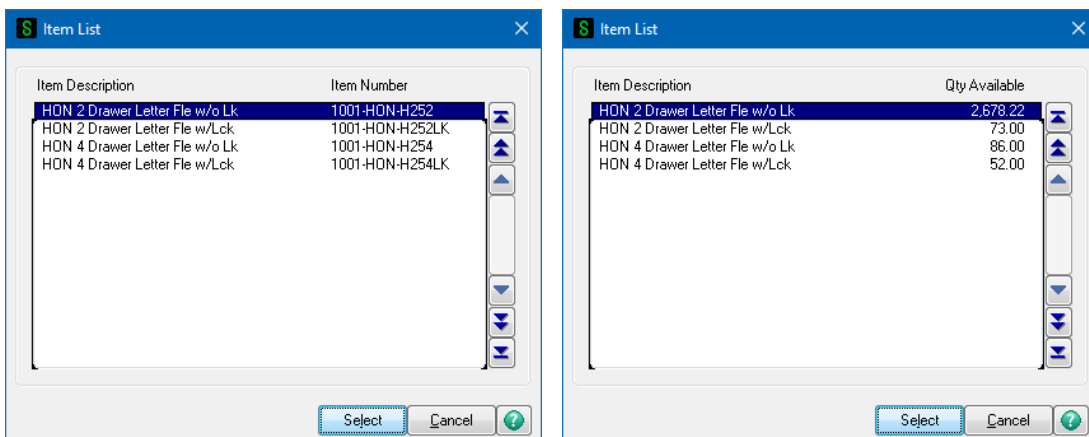 S Item List
Item Description Item Number
HON 2 Drawer Letter Fle w/o Lk 1001-HON-H252
HON 2 Drawer Letter Fle w/Lck 1001-HON-H252LK
HON 4 Drawer Letter Fle w/o Lk 1001-HON-H254
HON 4 Drawer Letter Fle w/Lck 1001-HON-H254LK
Select Cancel ?
S Item List
Item Description Qty Available
HON 2 Drawer Letter Fle w/o Lk 2,678.22
HON 2 Drawer Letter Fle w/Lck 73.00
HON 4 Drawer Letter Fle w/o Lk 86.00
HON 4 Drawer Letter Fle w/Lck 52.00
Select Cancel ?